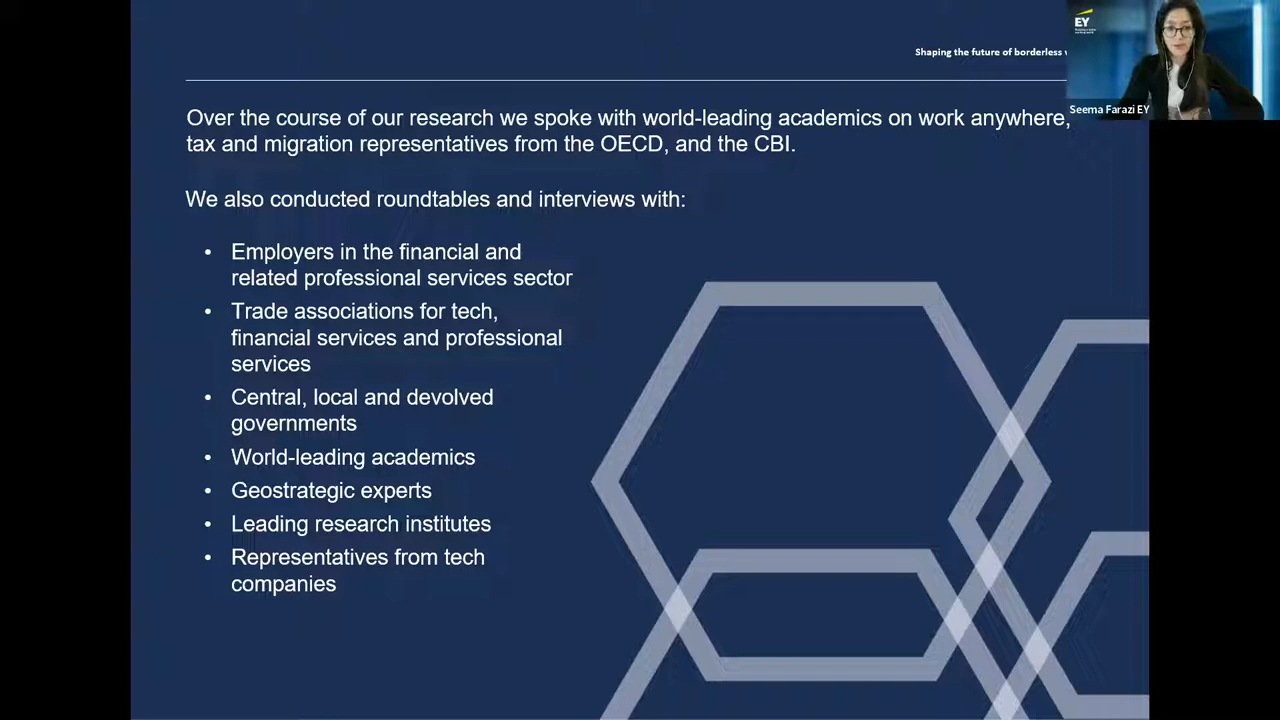 Shaping the future of borderless
EY
Seema Farazi EY
Over the course of our research we spoke with world-leading academics on work anywhere,
tax and migration representatives from the OECD, and the CBI.
We also conducted roundtables and interviews with:
• Employers in the financial and
related professional services sector
• Trade associations for tech,
financial services and professional
services
• Central, local and devolved
governments
• World-leading academics
• Geostrategic experts
• Leading research institutes
• Representatives from tech
companies